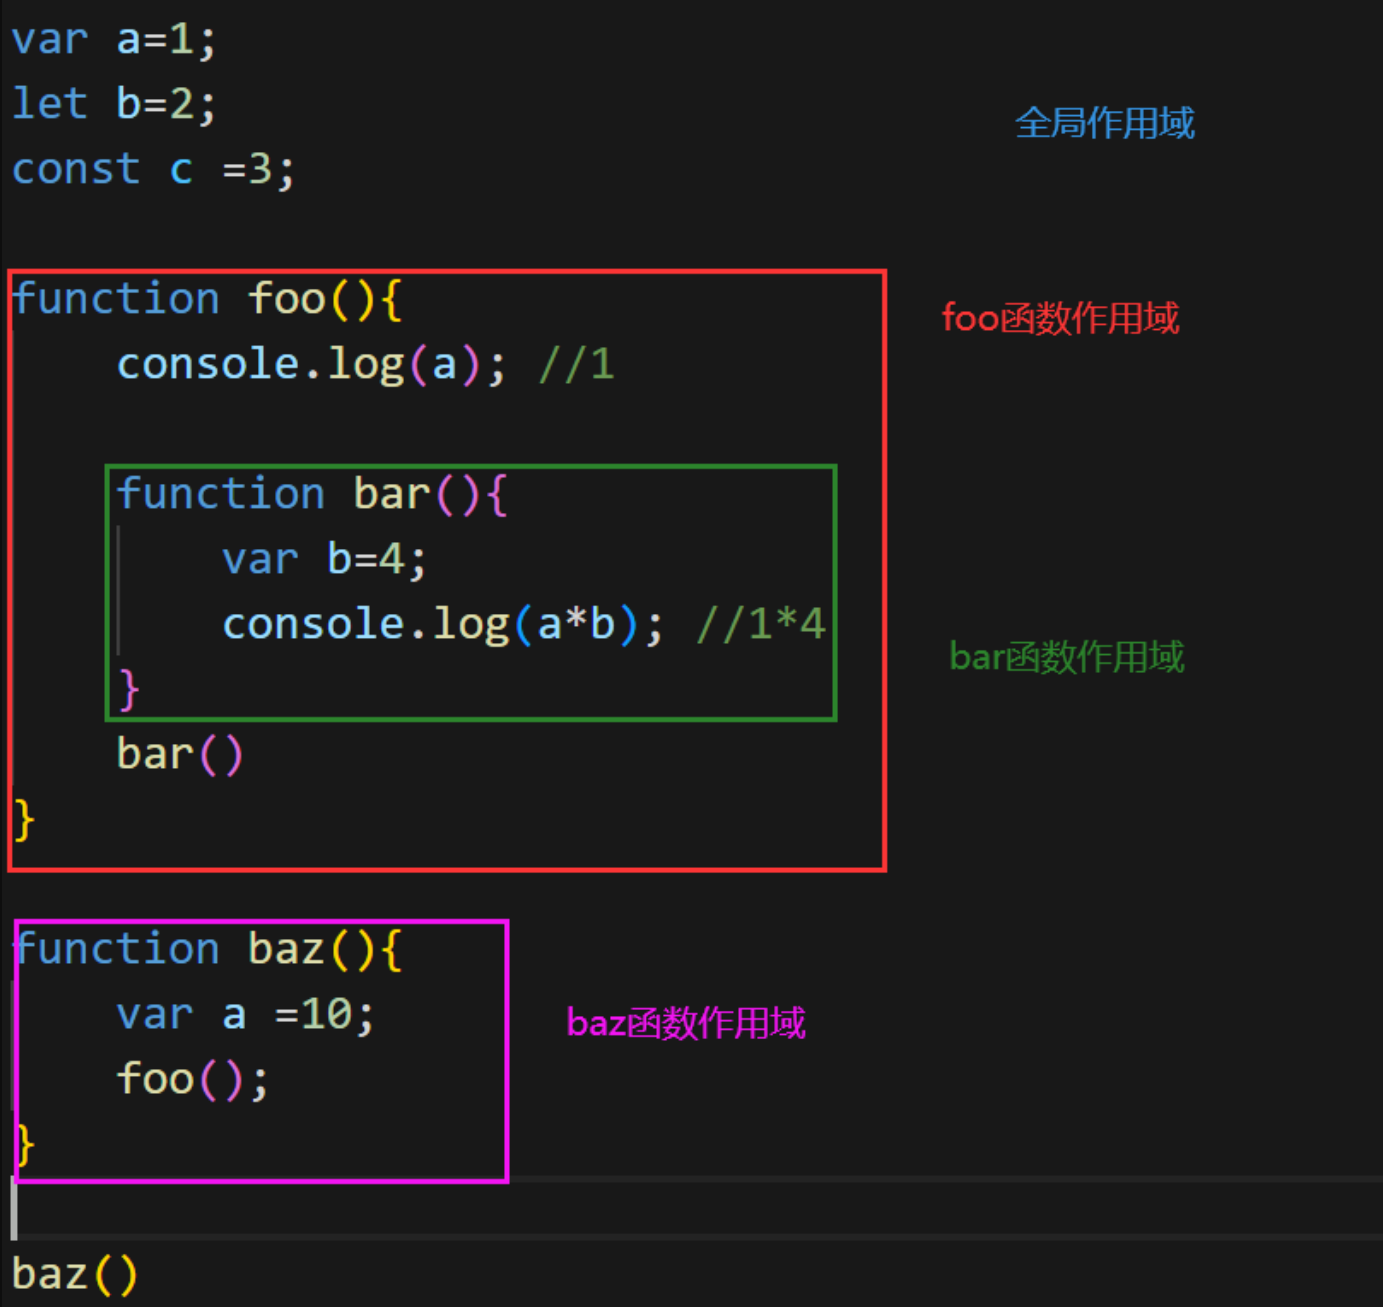 var a=1;
let b=2;
全局作用域
const c =3;
function foo(){
foo函数作用域
console.log(a); //1
function bar(){
var b=4;
console.log(a*b); //1*4
bar函数作用域
}
bar()
}
function baz(){
var a =10;
baz函数作用域
foo();
}
baz()